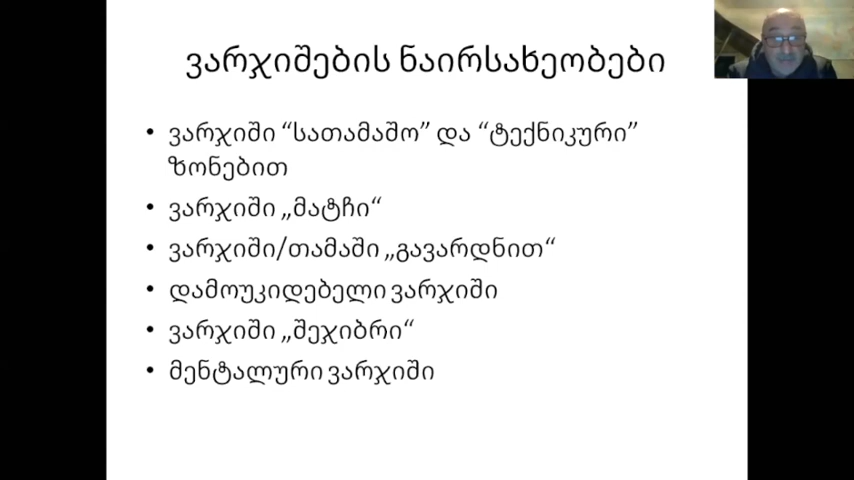 ვარჯიშების ნაირსახეობები
• ვარჯიში “სათამაშო” და “ტექნიკური”
ზონებით
• ვარჯიში „მატჩი“
• ვარჯიში/თამაში „გავარდნით“
• დამოუკიდებელი ვარჯიში
• ვარჯიში „შეჯიბრი“
• მენტალური ვარჯიში